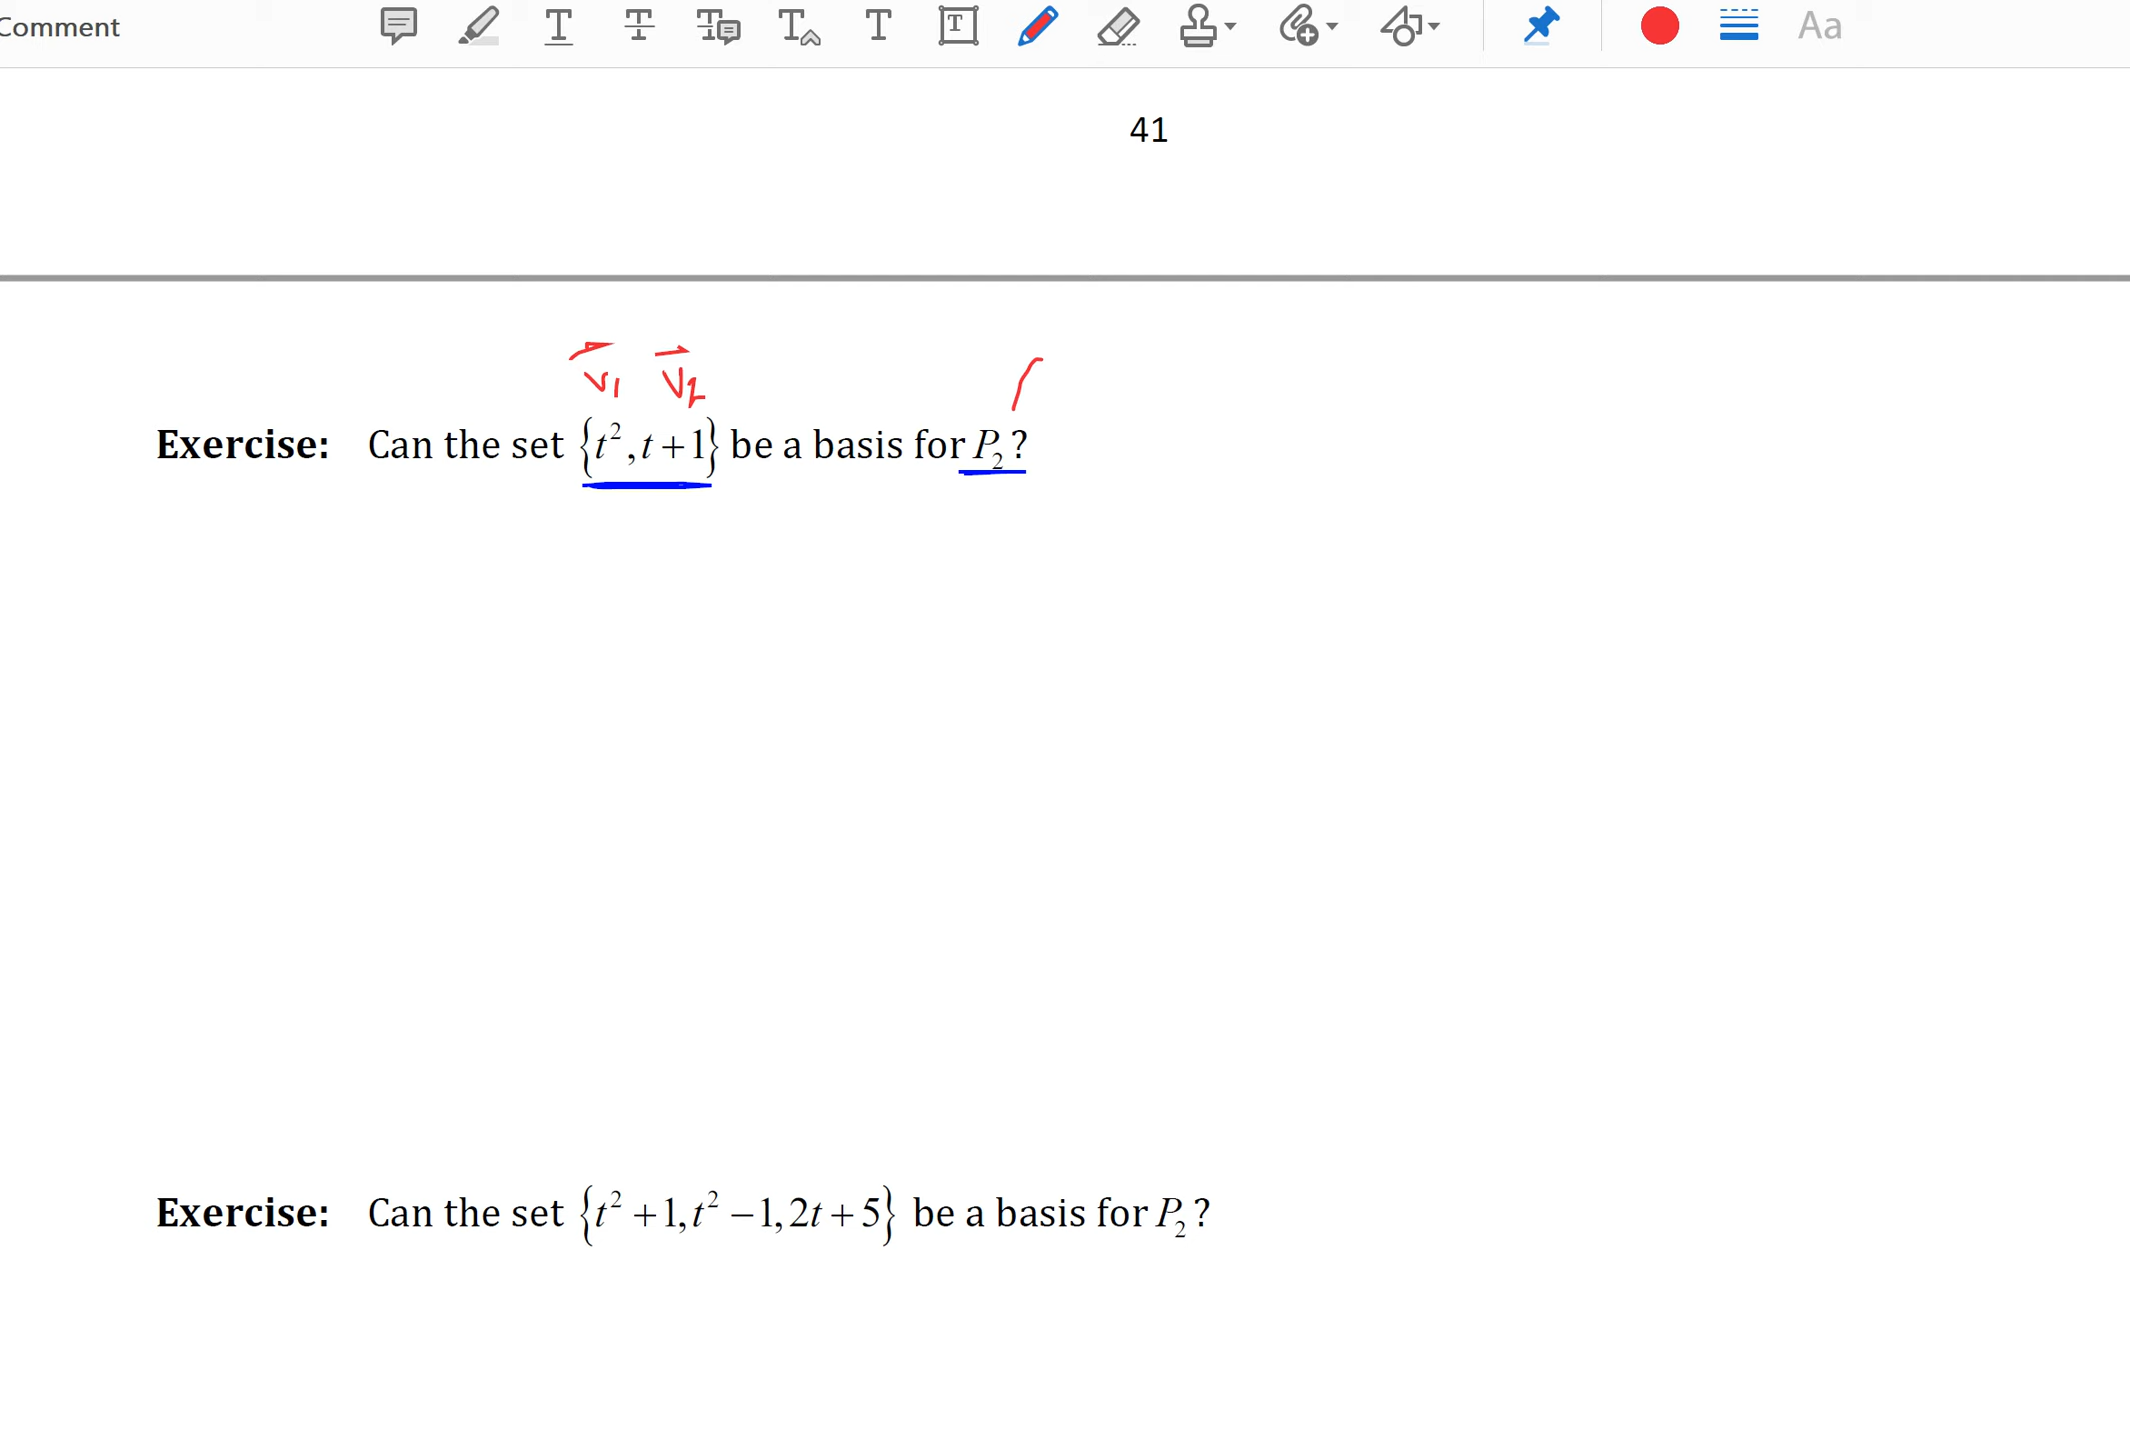 Comment
Aa
41
v₁ v₂
Exercise: Can the set {t², t+1} be a basis for P₂?
Exercise: Can the set {t² +1, t² −1, 2t+5} be a basis for P₂?